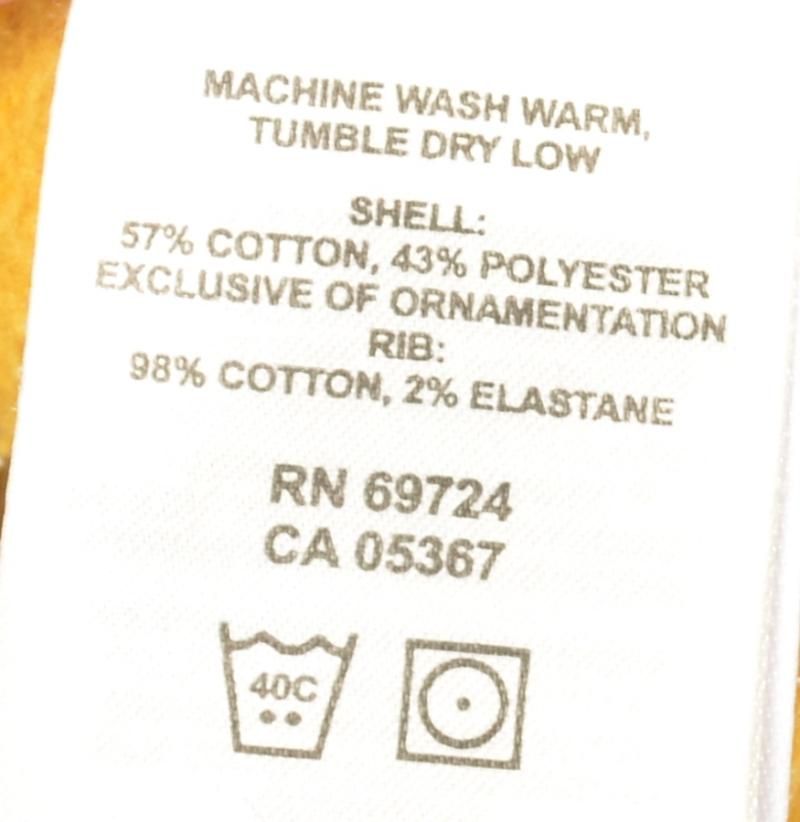 MACHINE WASH WARM,
TUMBLE DRY LOW
SHELL:
57% COTTON, 43% POLYESTER
EXCLUSIVE OF ORNAMENTATION
RIB:
98% COTTON, 2% ELASTANE
RN 69724
CA 05367
40C